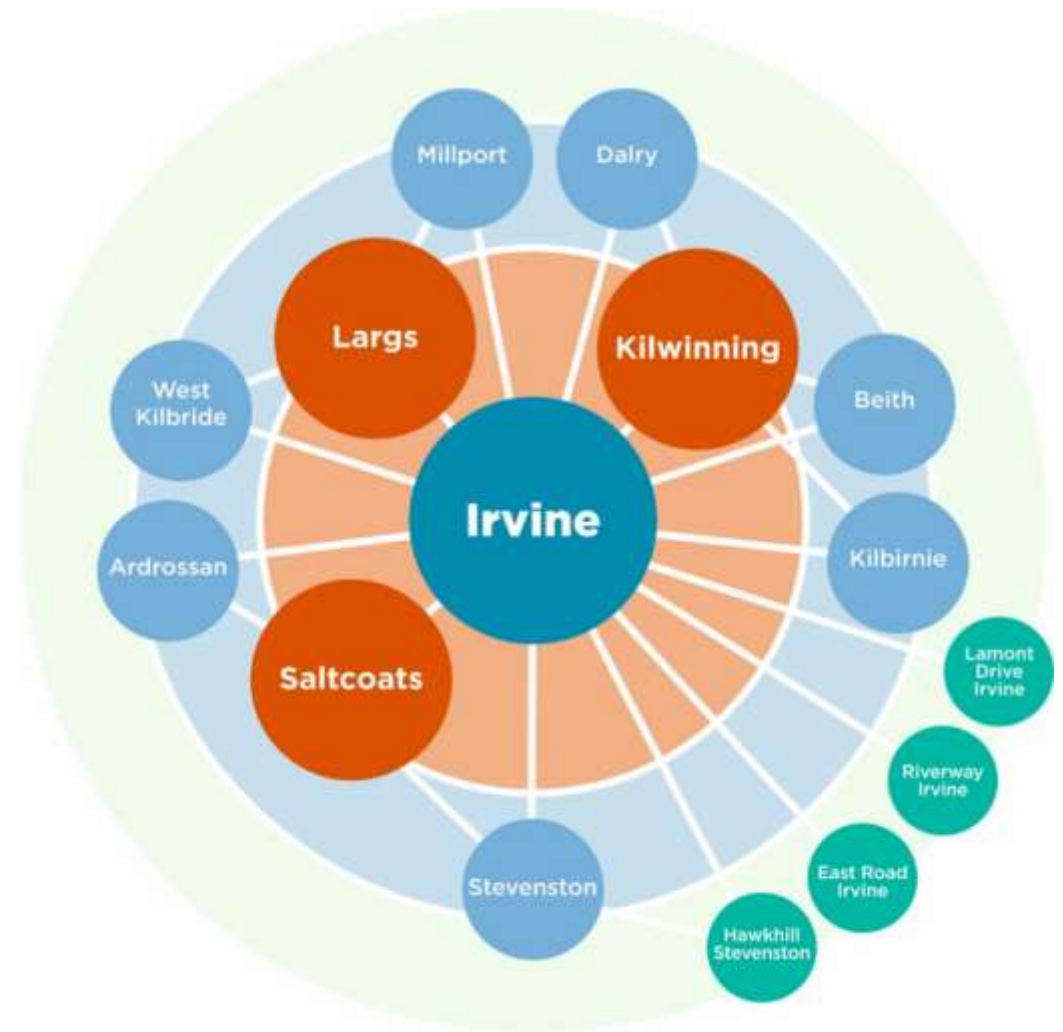 Millport
Dalry
Largs
Kilwinning
West
Kilbride
Beith
Irvine
Ardrossan
Kilbirnie
Saltcoats
Lamont
Drive
Irvine
Riverway
Irvine
East Road
Irvine
Stevenston
Hawkhill
Stevenston